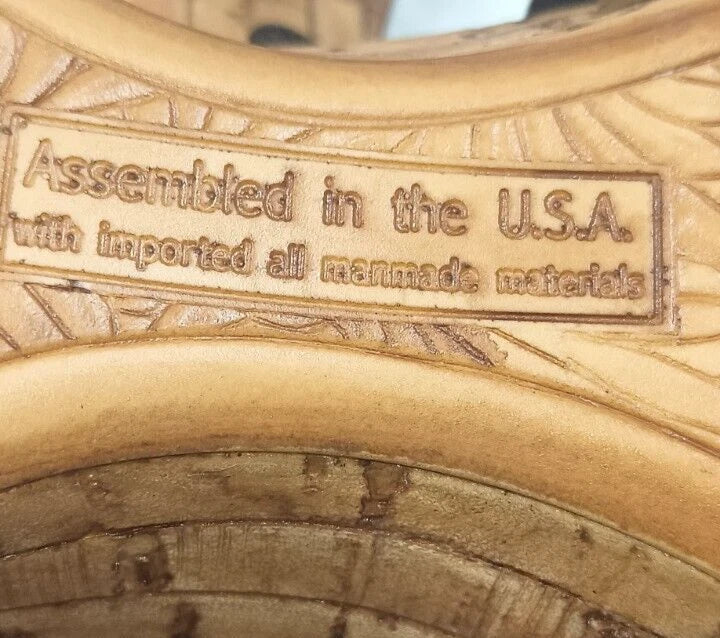 Assembled in the U.S.A.
with imported all manmade materials